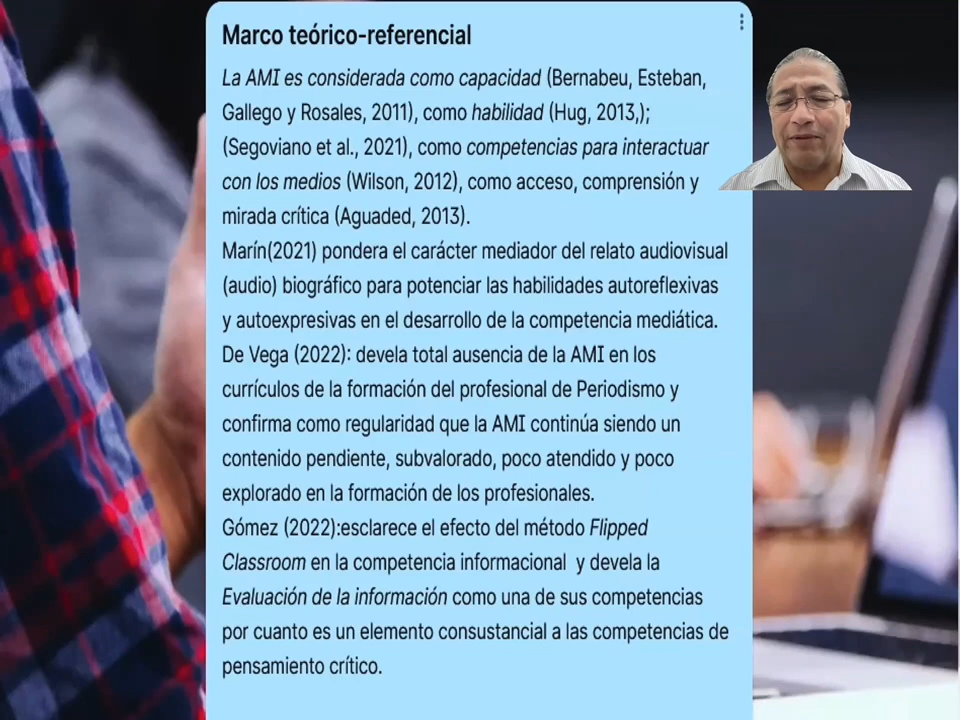 Marco teórico-referencial
La AMI es considerada como capacidad (Bernabeu, Esteban,
Gallego y Rosales, 2011), como habilidad (Hug, 2013,);
(Segoviano et al., 2021), como competencias para interactuar
con los medios (Wilson, 2012), como acceso, comprensión y
mirada crítica (Aguaded, 2013).
Marín(2021) pondera el carácter mediador del relato audiovisual
(audio) biográfico para potenciar las habilidades autoreflexivas
y autoexpresivas en el desarrollo de la competencia mediática.
De Vega (2022): devela total ausencia de la AMI en los
currículos de la formación del profesional de Periodismo y
confirma como regularidad que la AMI continúa siendo un
contenido pendiente, subvalorado, poco atendido y poco
explorado en la formación de los profesionales.
Gómez (2022):esclarece el efecto del método Flipped
Classroom en la competencia informacional y devela la
Evaluación de la información como una de sus competencias
por cuanto es un elemento consustancial a las competencias de
pensamiento crítico.